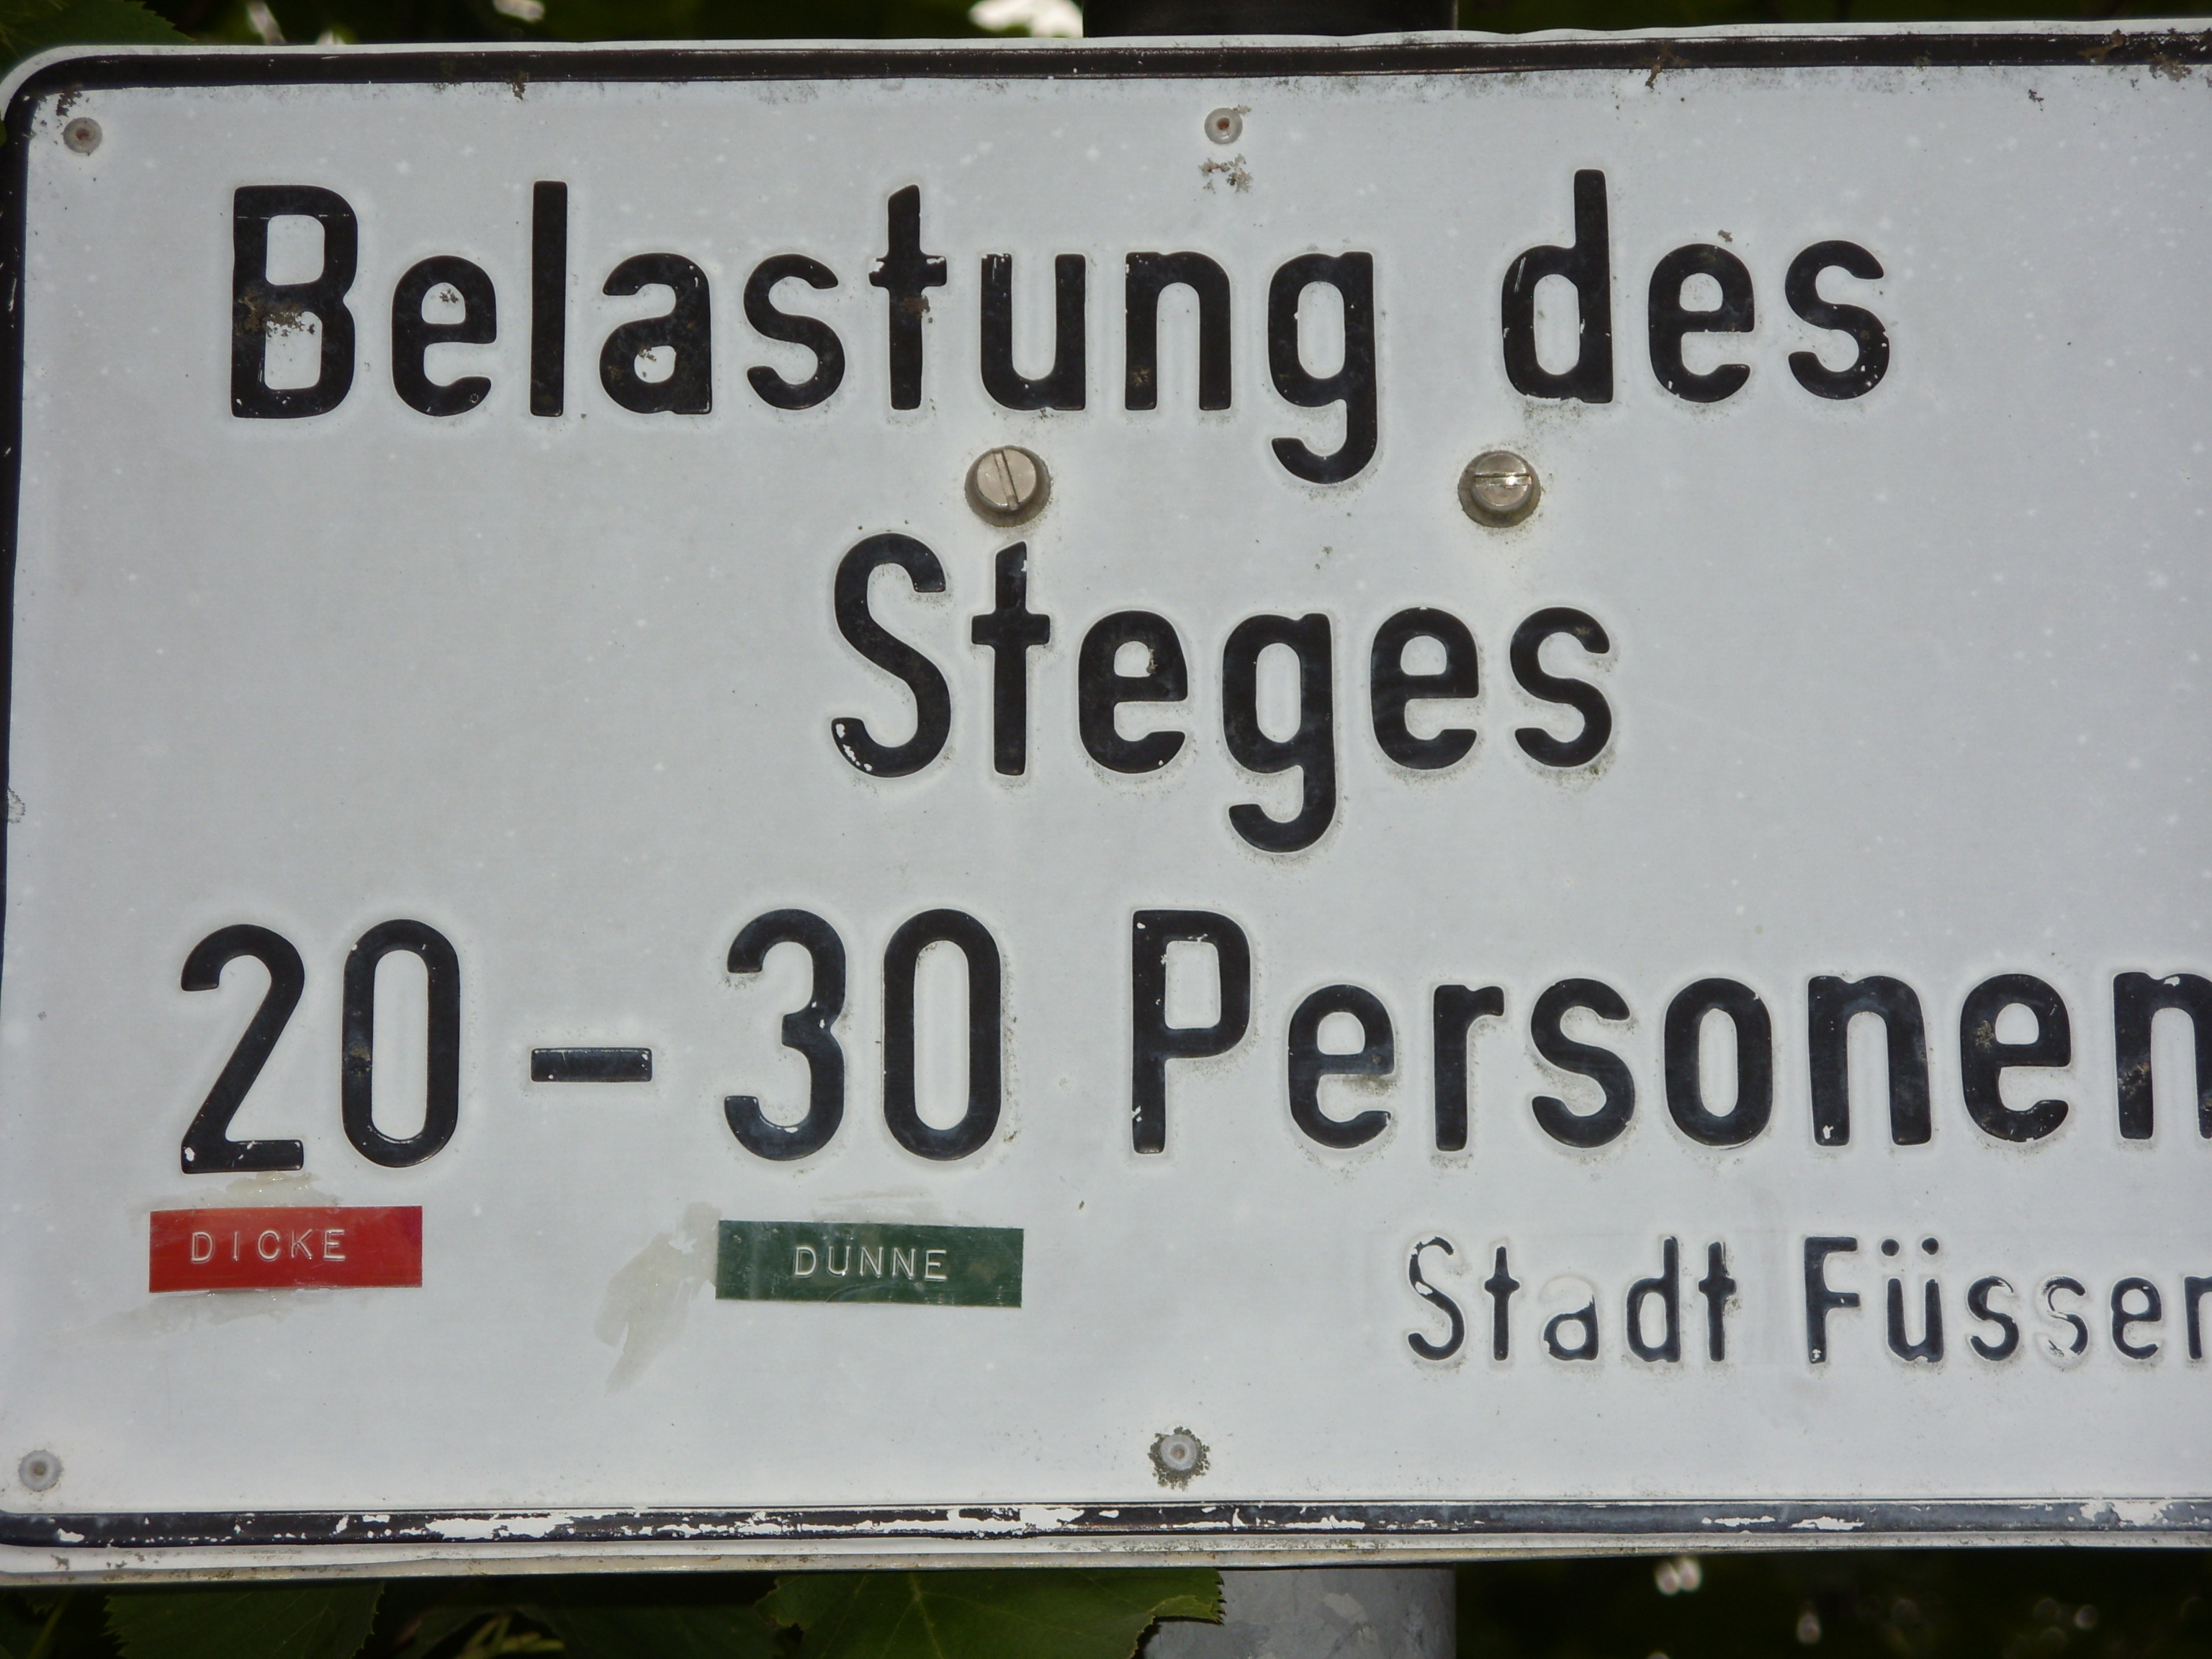 Belastung des
Steges
20 – 30 Personen
DICKE DUNNE
Stadt Füssen